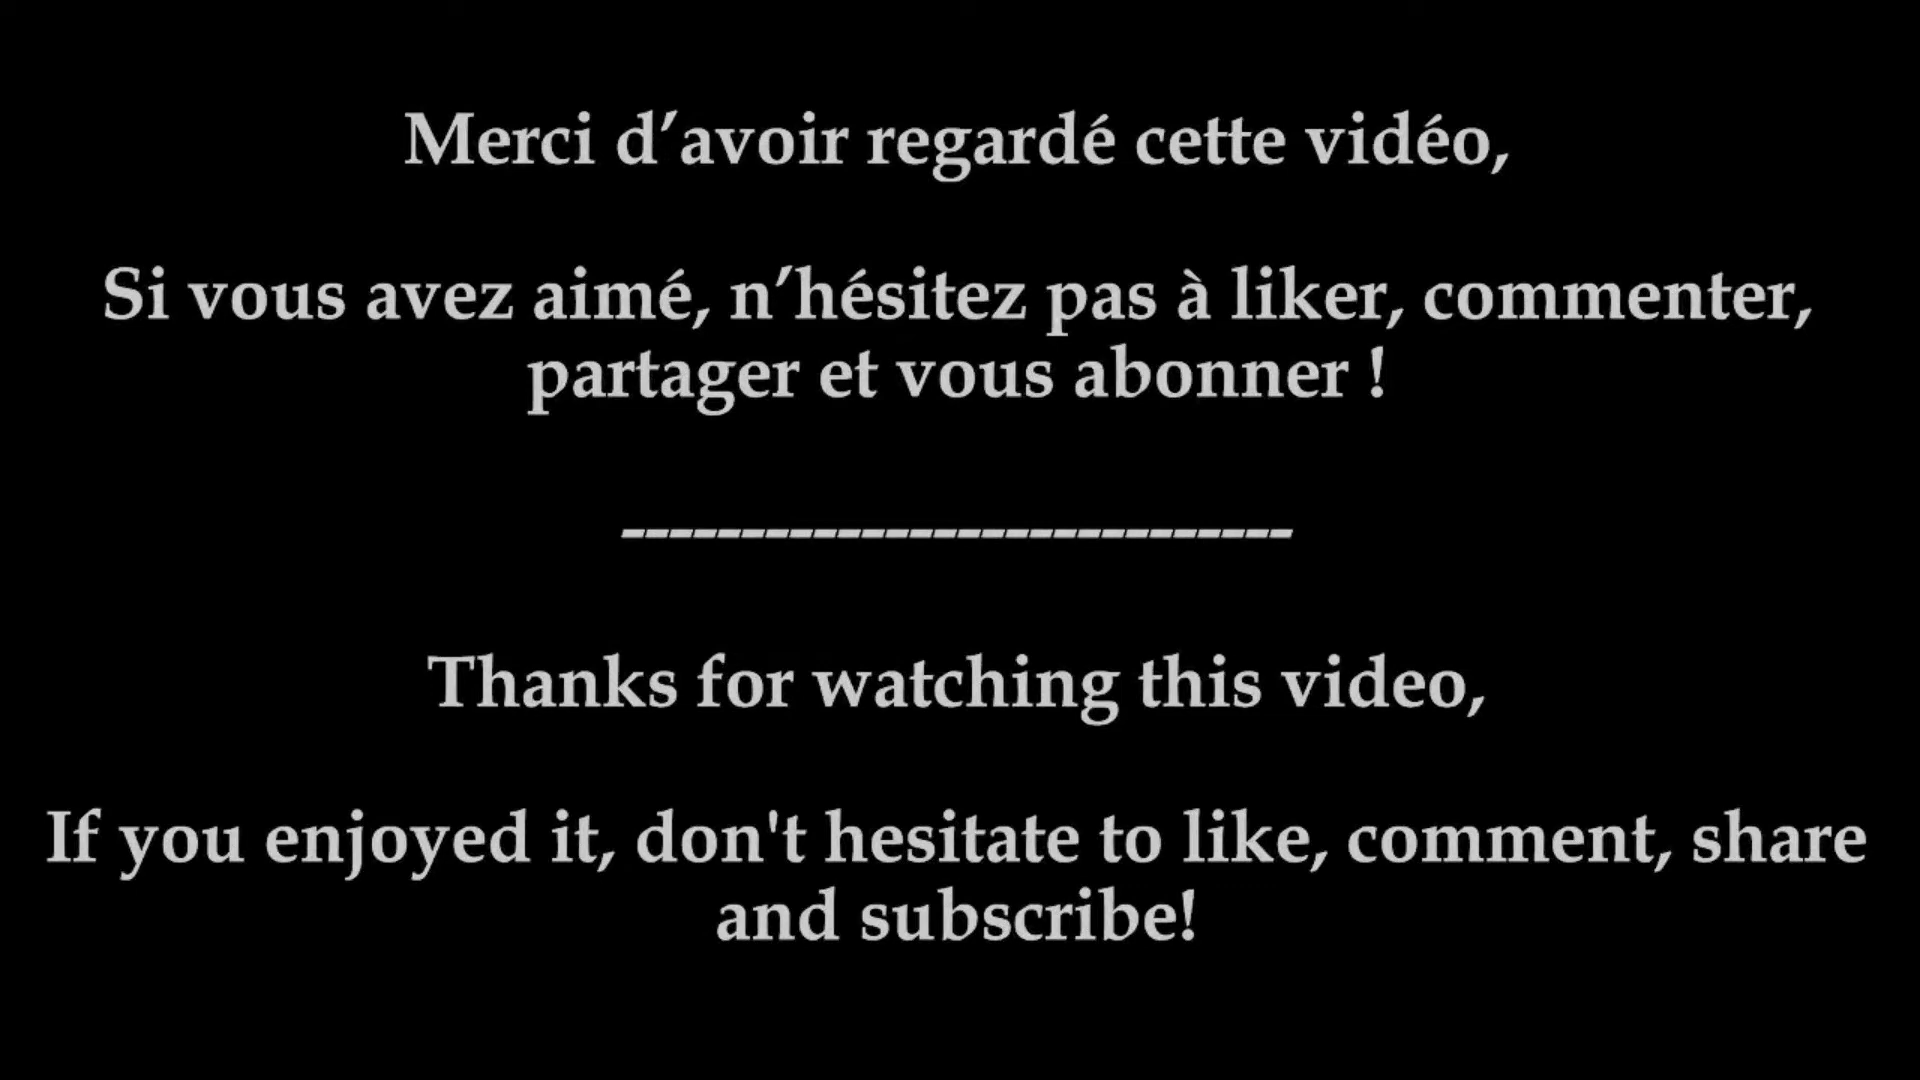 Merci d’avoir regardé cette vidéo,
Si vous avez aimé, n’hésitez pas à liker, commenter,
partager et vous abonner !
----------------------------
Thanks for watching this video,
If you enjoyed it, don't hesitate to like, comment, share
and subscribe!